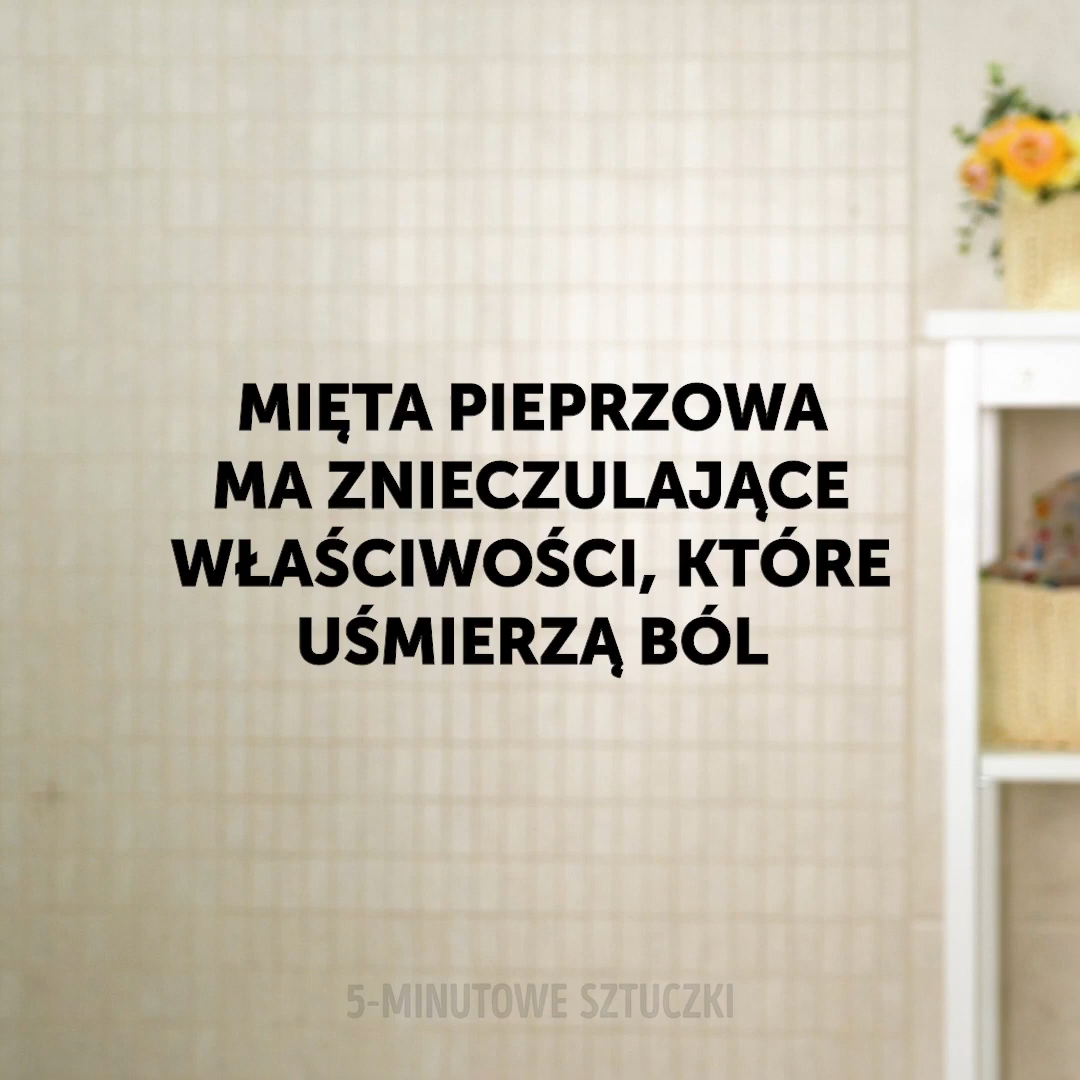 MIĘTA PIEPRZOWA
MA ZNIECZULAJĄCE
WŁAŚCIWOŚCI, KTÓRE
UŚMIERZĄ BÓL
5-MINUTOWE SZTUCZKI